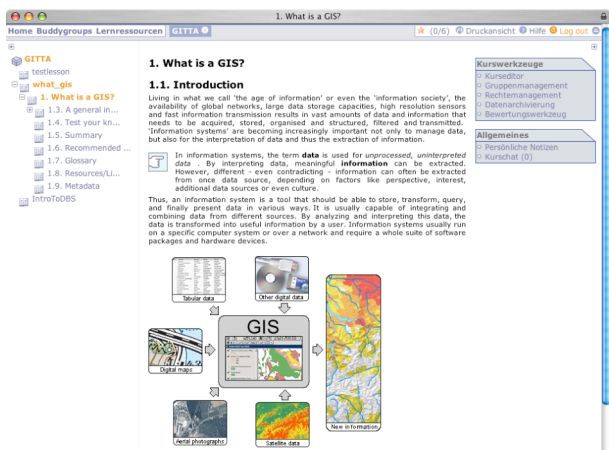 1. What is a GIS?
Home Buddygroups Lernressourcen GITTA
(0/6) Druckansicht Hilfe Log out
GITTA
testlesson
what_gis
1. What is a GIS?
1.3. A general in...
1.4. Test your kn...
1.5. Summary
1.6. Recommended ...
1.7. Glossary
1.8. Resources/Li...
1.9. Metadata
IntroToDBS
1. What is a GIS?
1.1. Introduction
Living in what we call 'the age of information' or even the 'information society', the
availability of global networks, large data storage capacities, high resolution sensors
and fast information transmission results in vast amounts of data and information that
needs to be acquired, stored, organised and structured, filtered and transmitted.
'Information systems' are becoming increasingly important not only to manage data,
but also for the interpretation of data and thus the extraction of information.
In information systems, the term data is used for unprocessed, uninterpreted
data . By interpreting data, meaningful information can be extracted.
However, different - even contradicting - information can often be extracted
from once data source, depending on factors like perspective, interest,
additional data sources or even culture.
Thus, an information system is a tool that should be able to store, transform, query,
and finally present data in various ways. It is usually capable of integrating and
combining data from different sources. By analyzing and interpreting this data, the
data is transformed into useful information by a user. Information systems usually run
on a specific computer system or over a network and require a whole suite of software
packages and hardware devices.
Tabular data
Other digital data
GIS
Digital maps
Aerial photographs
Satellite data
New information
Kurswerkzeuge
Kurseditor
Gruppenmanagement
Rechtemanagement
Datenarchivierung
Bewertungswerkzeug
Allgemeines
Persönliche Notizen
Kurschat (0)